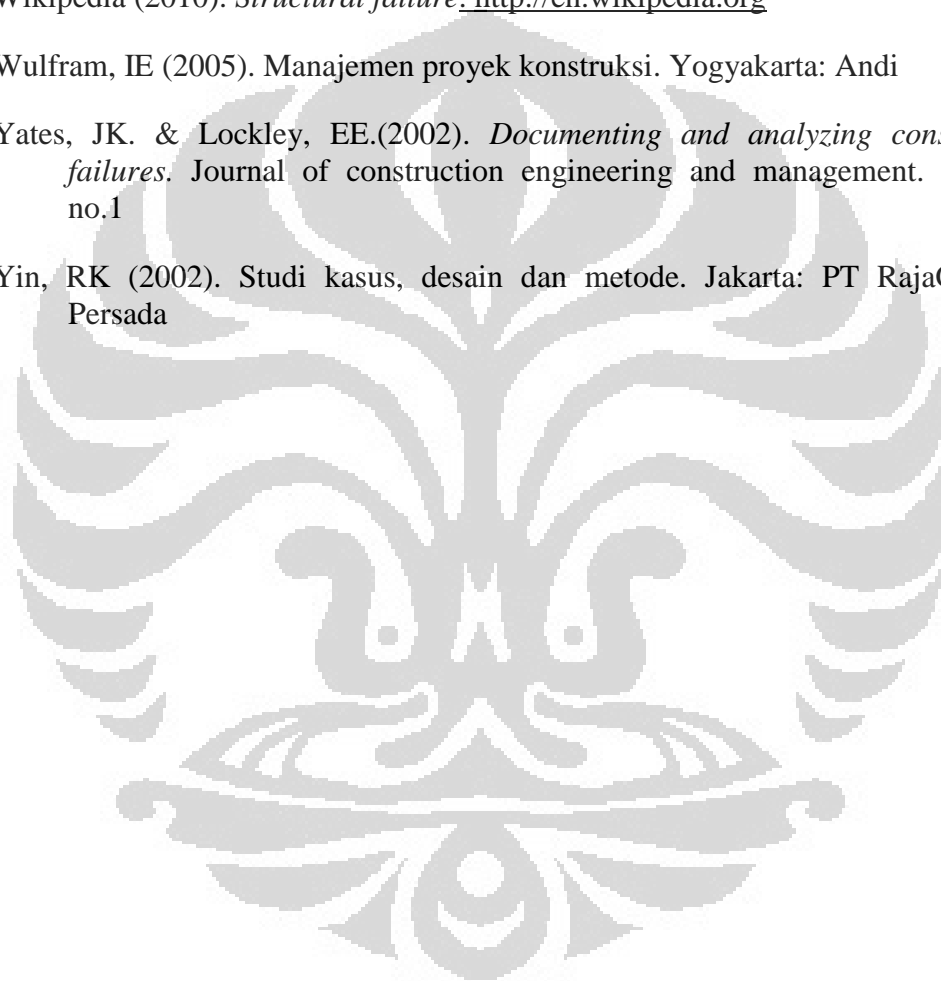 Wikipedia (2010). Structural failure. http://en.wikipedia.org
Wulfram, IE (2005). Manajemen proyek konstruksi. Yogyakarta: Andi
Yates, JK. & Lockley, EE.(2002). Documenting and analyzing
failures. Journal of construction engineering and management.
no.1
Yin, RK (2002). Studi kasus, desain dan metode. Jakarta: PT
Persada